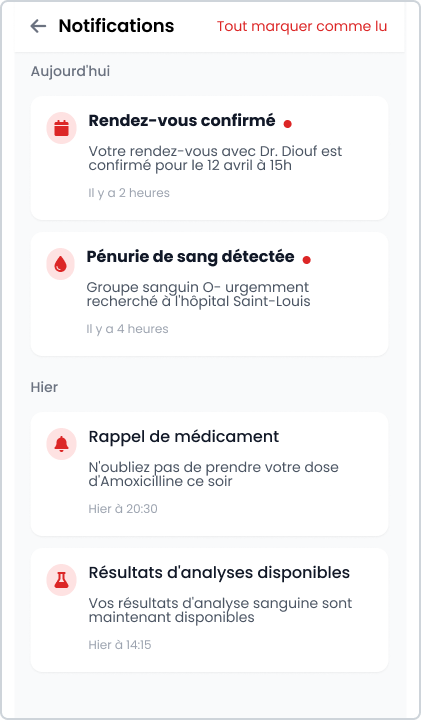 Notifications
Tout marquer comme lu
Aujourd'hui
Rendez-vous confirmé
Votre rendez-vous avec Dr. Diouf est
confirmé pour le 12 avril à 15h
Il y a 2 heures
Pénurie de sang détectée
Groupe sanguin O- urgemment
recherché à l'hôpital Saint-Louis
Il y a 4 heures
Hier
Rappel de médicament
N'oubliez pas de prendre votre dose
d'Amoxicilline ce soir
Hier à 20:30
Résultats d'analyses disponibles
Vos résultats d'analyse sanguine sont
maintenant disponibles
Hier à 14:15